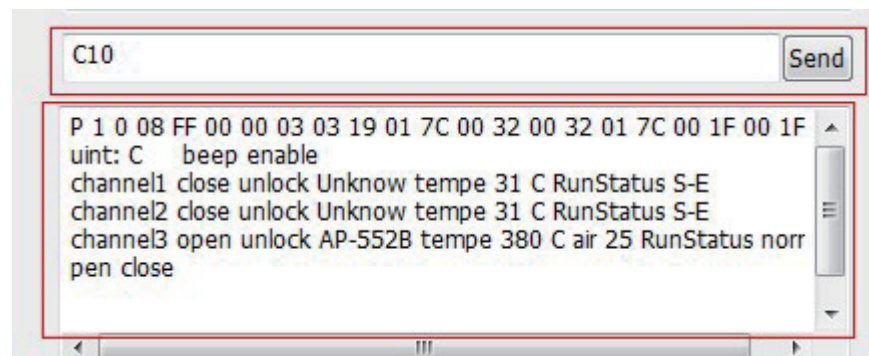 C10
Send
P 1 0 08 FF 00 00 03 03 19 01 7C 00 32 00 32 01 7C 00 1F 00 1F
uint: C beep enable
channel1 close unlock Unknow tempe 31 C RunStatus S-E
channel2 close unlock Unknow tempe 31 C RunStatus S-E
channel3 open unlock AP-552B tempe 380 C air 25 RunStatus norr
pen close